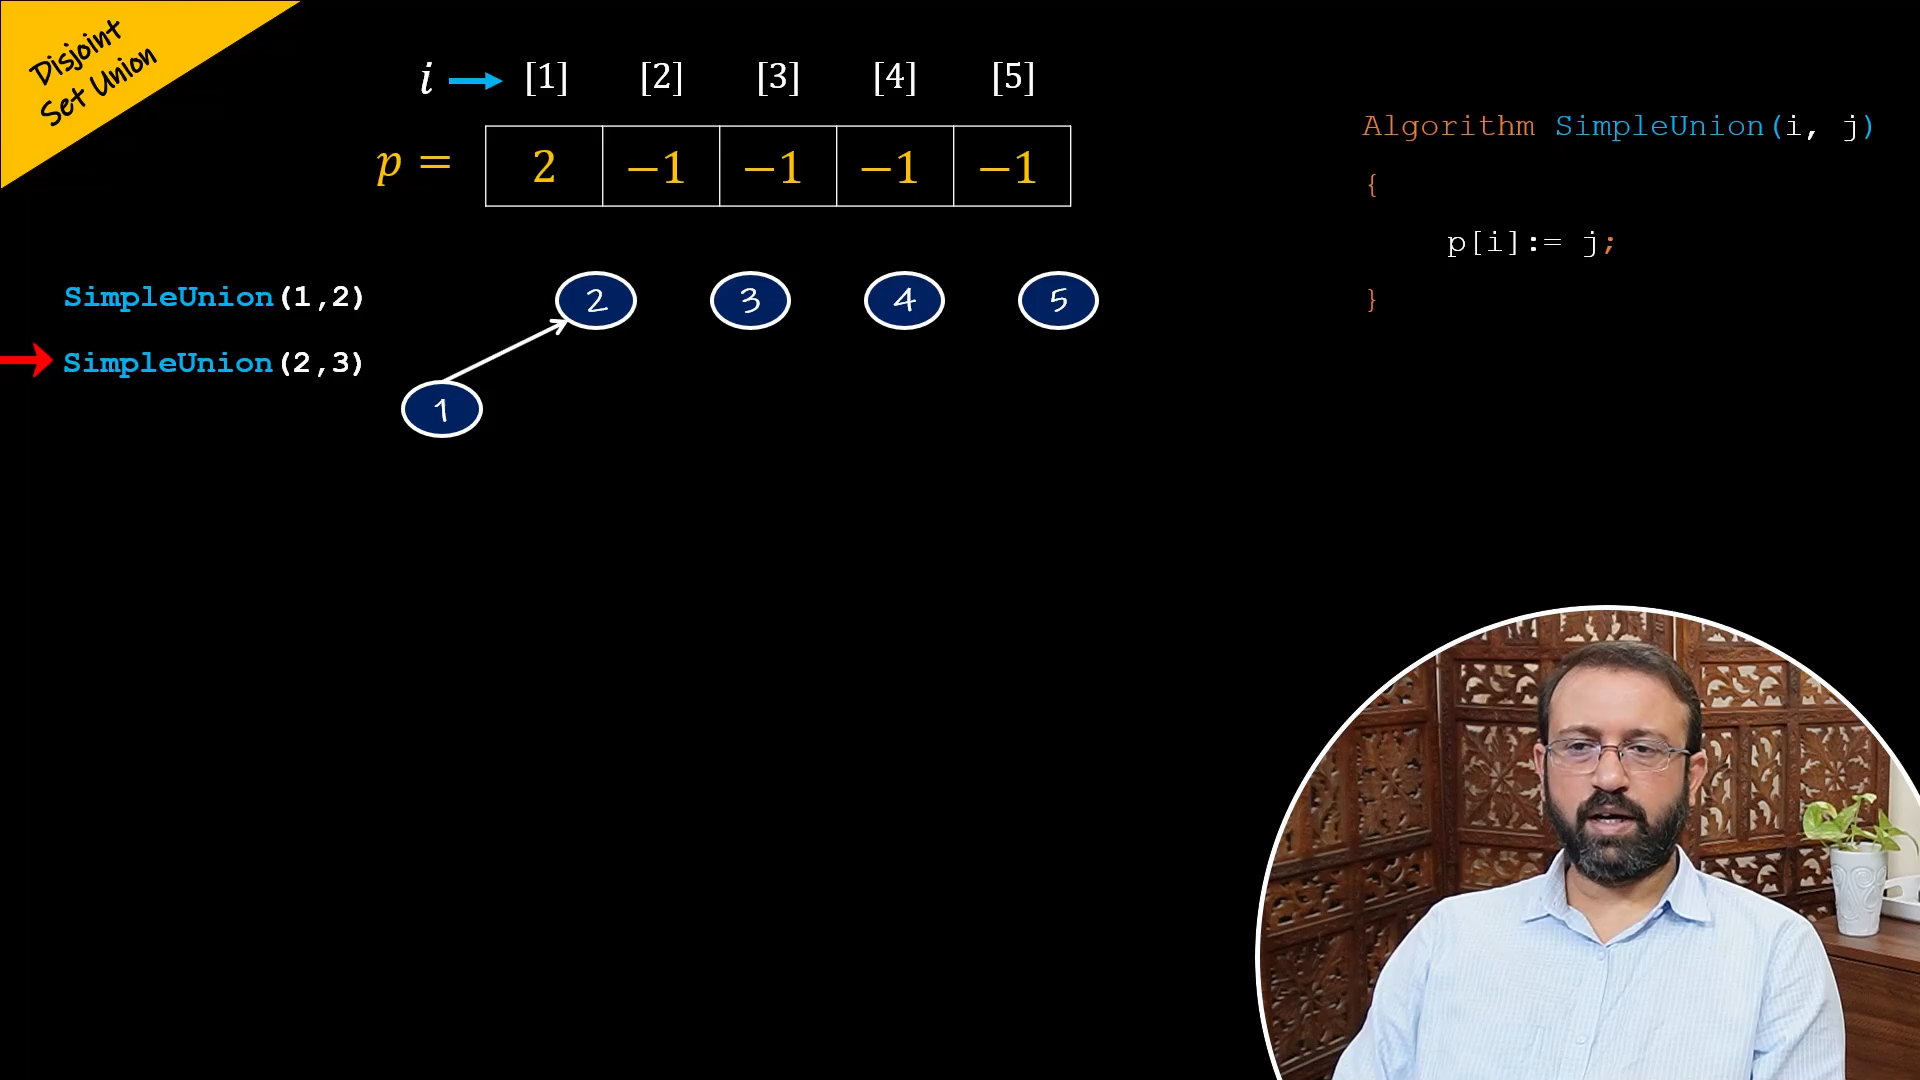 Disjoint
Set Union
i [1] [2] [3] [4] [5]
p = 2 −1 −1 −1 −1
Algorithm SimpleUnion(i, j)
{
p[i]:= j;
}
SimpleUnion(1,2)
SimpleUnion(2,3)
2 3 4 5
1